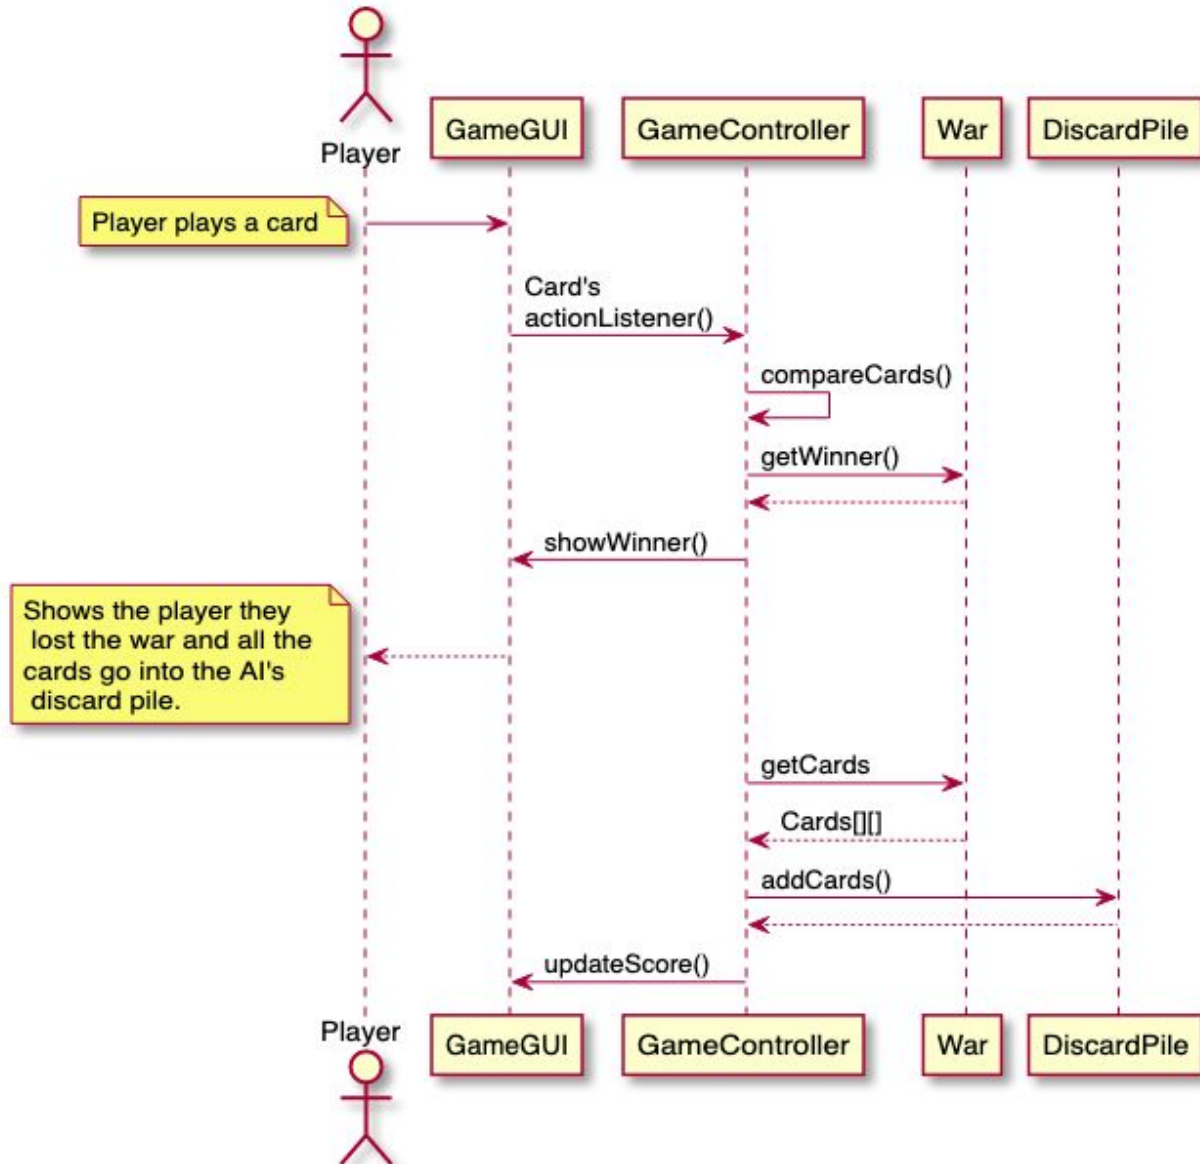 Player
GameGUI
GameController
War
DiscardPile
Player plays a card
Card's
actionListener()
compareCards()
getWinner()
showWinner()
Shows the player they
lost the war and all the
cards go into the AI's
discard pile.
getCards
Cards[][]
addCards()
updateScore()
Player
GameGUI
GameController
War
DiscardPile